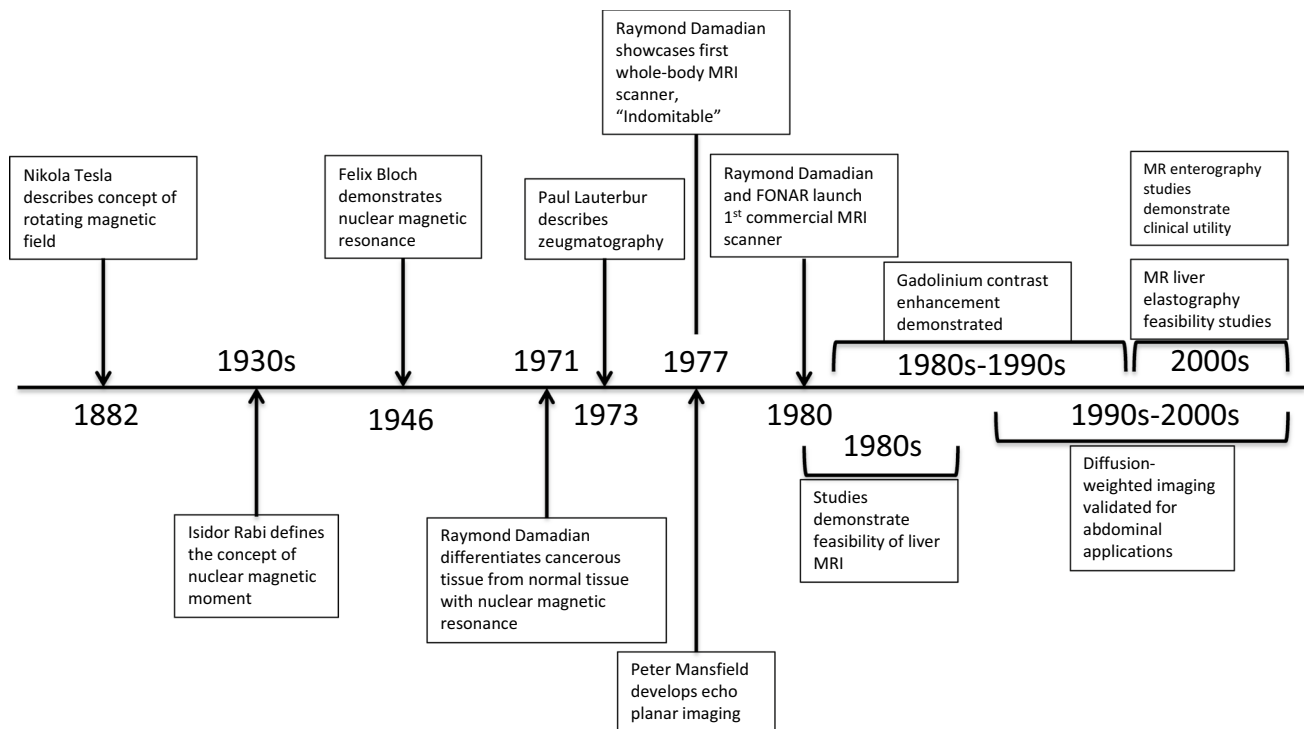 Raymond Damadian
showcases first
whole-body MRI
scanner,
“Indomitable”
Nikola Tesla
describes concept of
rotating magnetic
field
Felix Bloch
demonstrates
nuclear magnetic
resonance
Paul Lauterbur
describes
zeugmatography
Raymond Damadian
and FONAR launch
1st commercial MRI
scanner
MR enterography
studies
demonstrate
clinical utility
Gadolinium contrast
enhancement
demonstrated
MR liver
elastography
feasibility studies
1930s
1971
1977
1980s-1990s
2000s
1882
1946
1973
1980
1990s-2000s
1980s
Isidor Rabi defines
the concept of
nuclear magnetic
moment
Raymond Damadian
differentiates cancerous
tissue from normal tissue
with nuclear magnetic
resonance
Peter Mansfield
develops echo
planar imaging
Studies
demonstrate
feasibility of liver
MRI
Diffusion-
weighted imaging
validated for
abdominal
applications